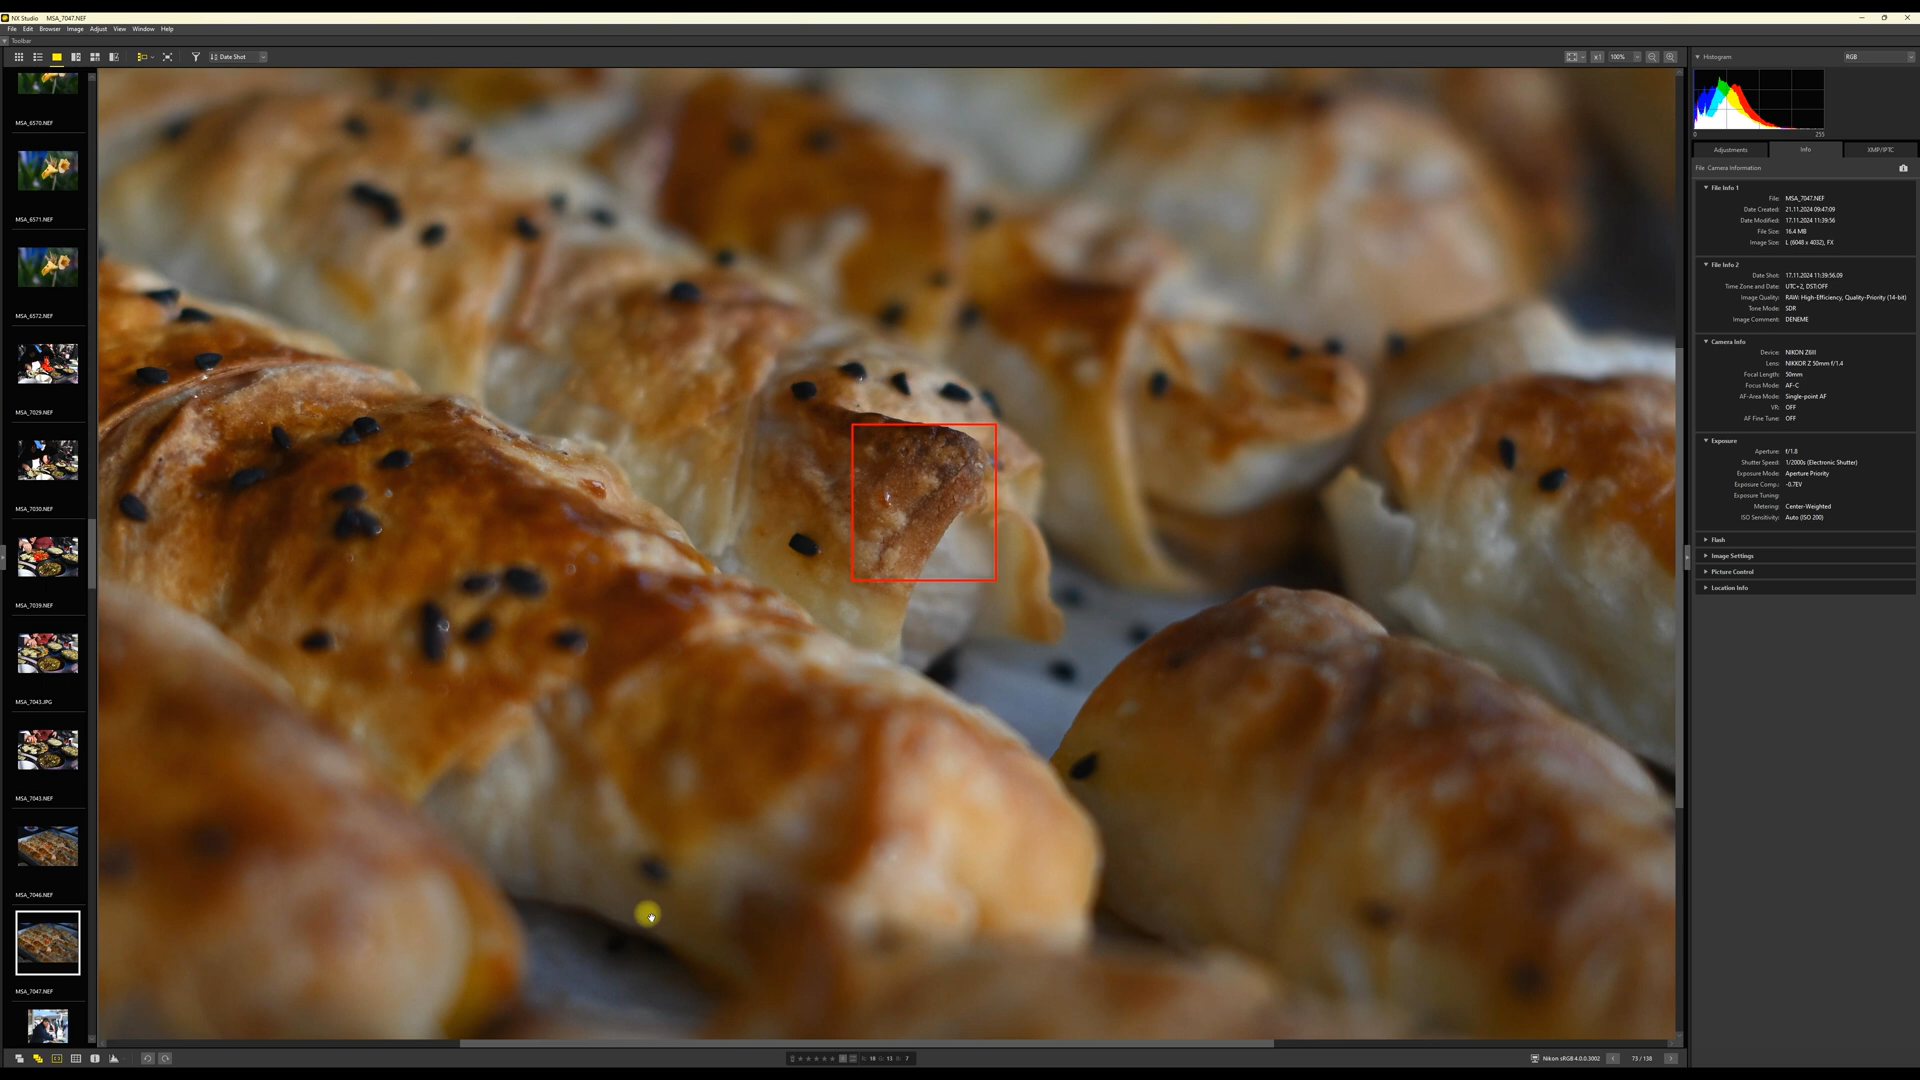 NX Studio MSA_7047.NEF
File Edit Browser Image Adjust View Window Help
Toolbar
Date Shot
x1 100%
MSA_6570.NEF
MSA_6571.NEF
MSA_6572.NEF
MSA_7029.NEF
MSA_7030.NEF
MSA_7039.NEF
MSA_7043.JPG
MSA_7043.NEF
MSA_7046.NEF
MSA_7047.NEF
Histogram RGB
0 255
Adjustments Info XMP/IPTC
File Camera Information
File Info 1
File: MSA_7047.NEF
Date Created: 21.11.2024 09:47:09
Date Modified: 17.11.2024 11:39:56
File Size: 16.4 MB
Image Size: L (6048 x 4032), FX
File Info 2
Date Shot: 17.11.2024 11:39:56.09
Time Zone and Date: UTC+2, DST:OFF
Image Quality: RAW: High-Efficiency, Quality-Priority (14-bit)
Tone Mode: SDR
Image Comment: DENEME
Camera Info
Device: NIKON Z6III
Lens: NIKKOR Z 50mm f/1.4
Focal Length: 50mm
Focus Mode: AF-C
AF-Area Mode: Single-point AF
VR: OFF
AF Fine Tune: OFF
Exposure
Aperture: f/1.8
Shutter Speed: 1/2000s (Electronic Shutter)
Exposure Mode: Aperture Priority
Exposure Comp.: -0.7EV
Exposure Tuning:
Metering: Center-Weighted
ISO Sensitivity: Auto (ISO 200)
Flash
Image Settings
Picture Control
Location Info
R: 18 G: 13 B: 7
Nikon sRGB 4.0.0.3002
73 / 138